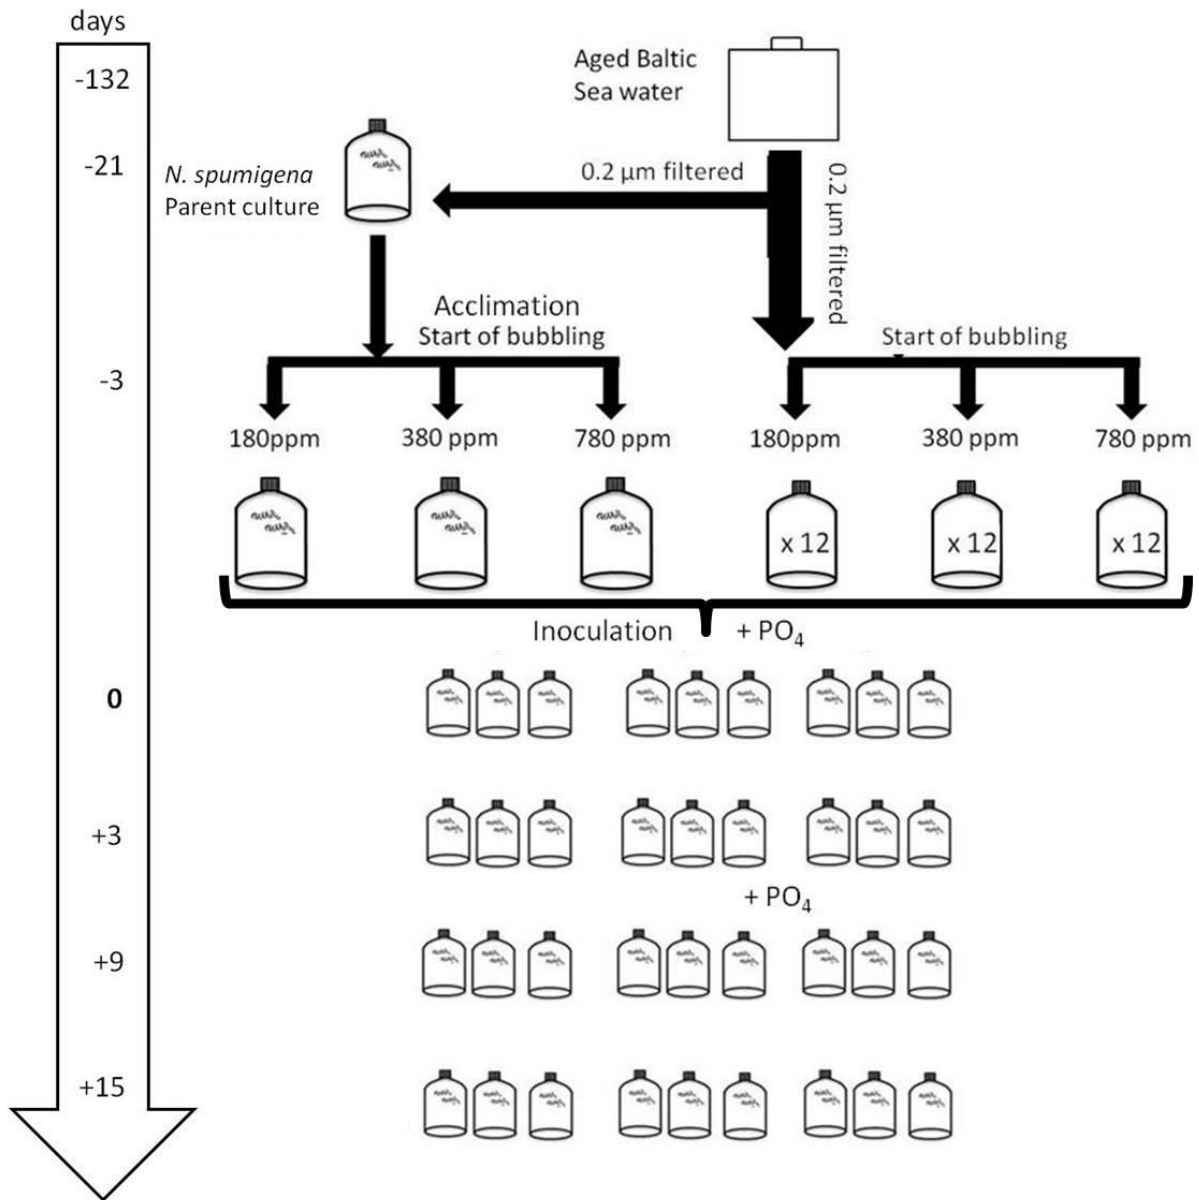 days
-132
Aged Baltic
Sea water
-21
N. spumigena
Parent culture
0.2 µm filtered
0.2 µm filtered
Acclimation
Start of bubbling
Start of bubbling
-3
180ppm
380 ppm
780 ppm
180ppm
380 ppm
780 ppm
x 12
x 12
x 12
Inoculation
+ PO₄
0
+3
+ PO₄
+9
+15